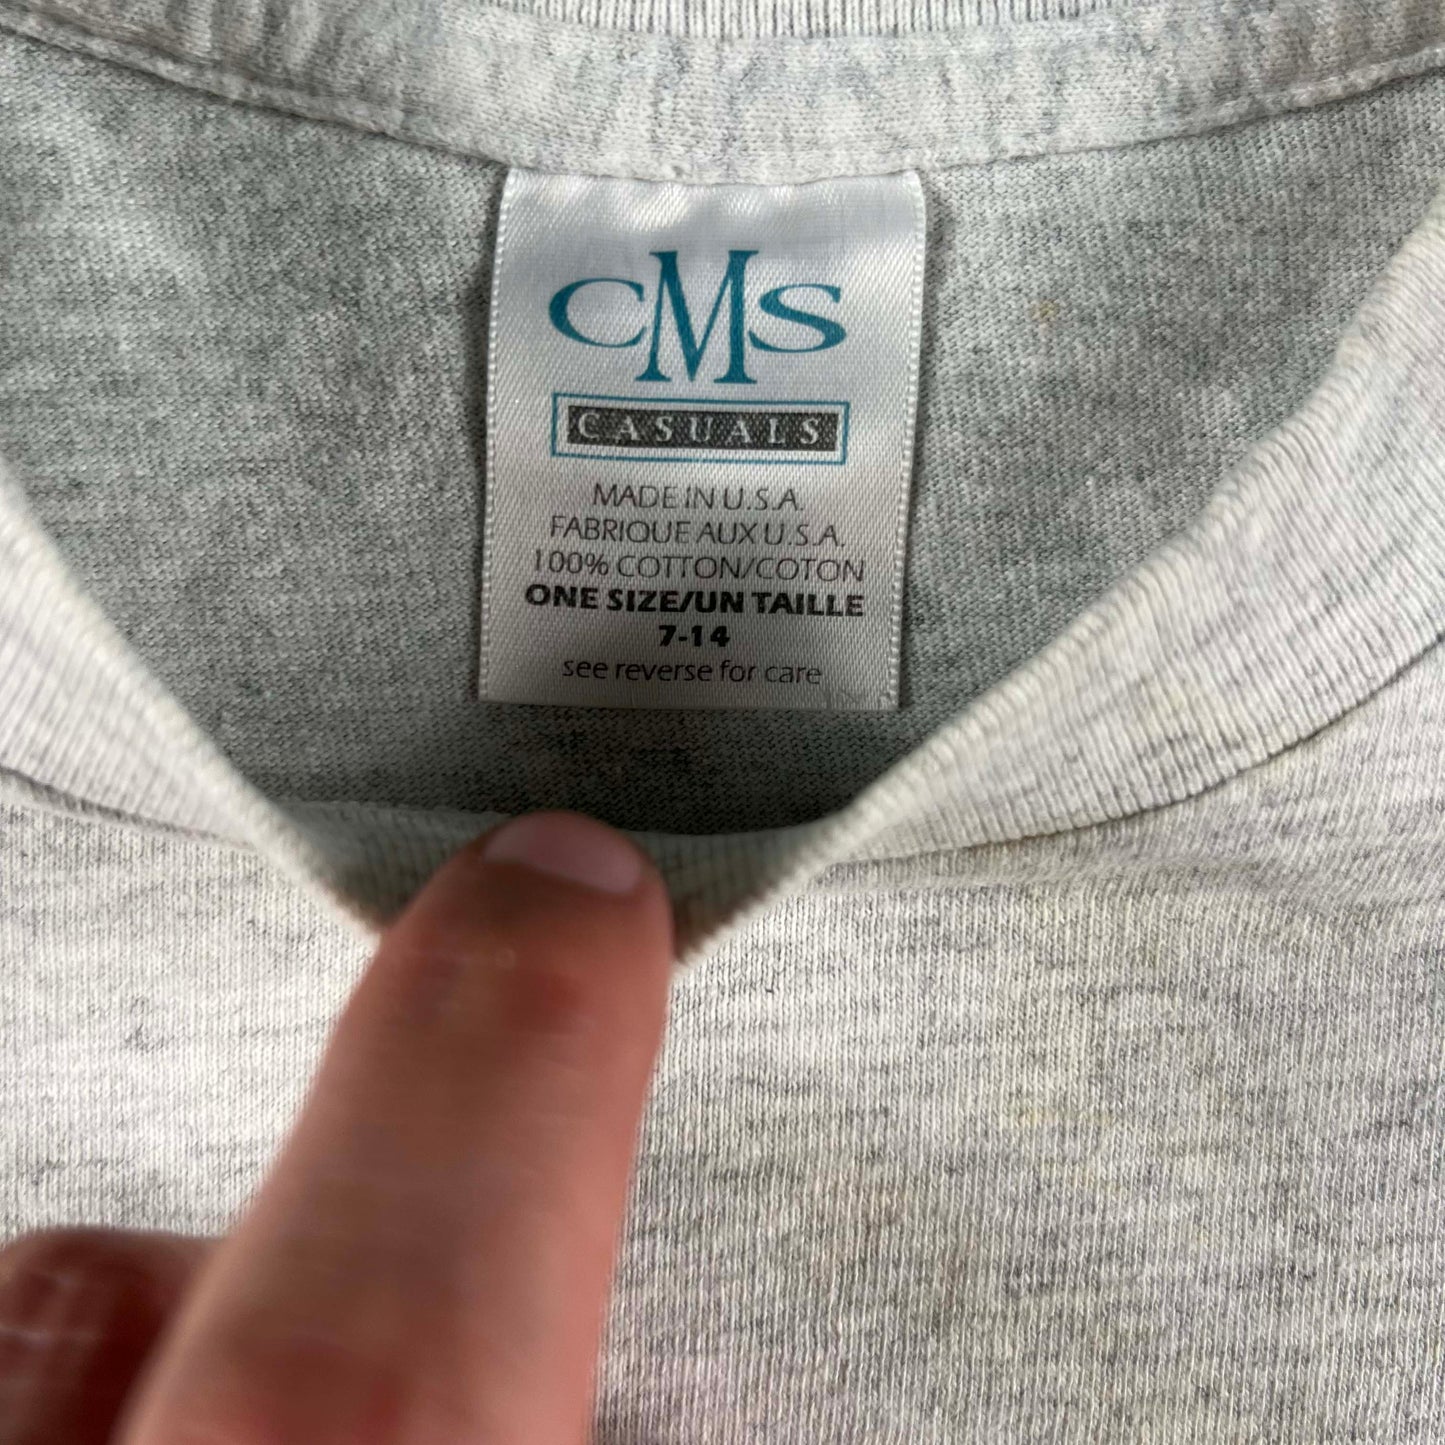 CMS
CASUALS
MADE IN U.S.A.
FABRIQUE AUX U.S.A.
100% COTTON/COTON
ONE SIZE/UN TAILLE
7-14
see reverse for care